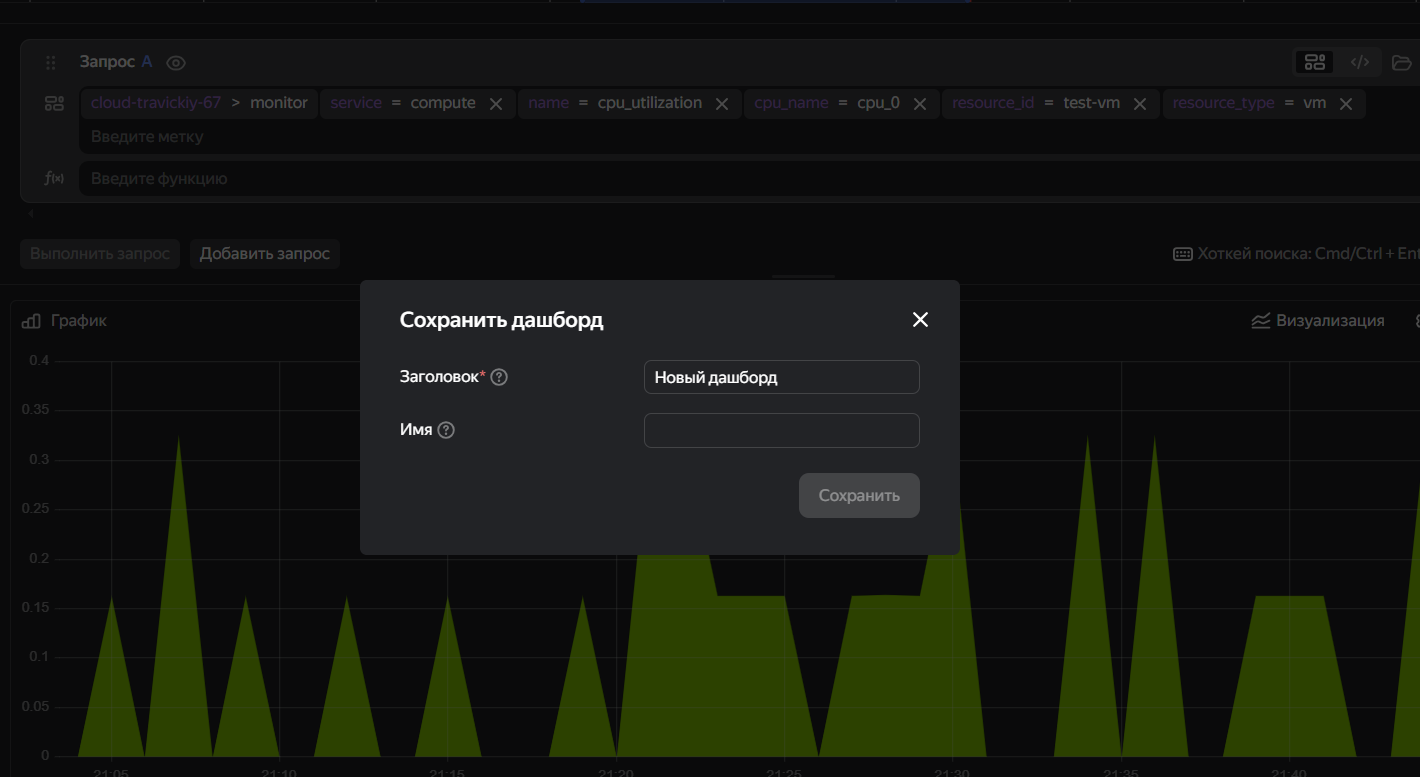 Запрос A
cloud-travickiy-67 > monitor service = compute name = cpu_utilization cpu_name = cpu_0 resource_id = test-vm resource_type = vm
Введите метку
f(x) Введите функцию
Выполнить запрос Добавить запрос Хоткей поиска: Cmd/Ctrl + Ent
Сохранить дашборд
График Визуализация
Заголовок* Новый дашборд
Имя
Сохранить
0.4
0.35
0.3
0.25
0.2
0.15
0.1
0.05
0
21:05 21:10 21:15 21:20 21:25 21:30 21:35 21:40